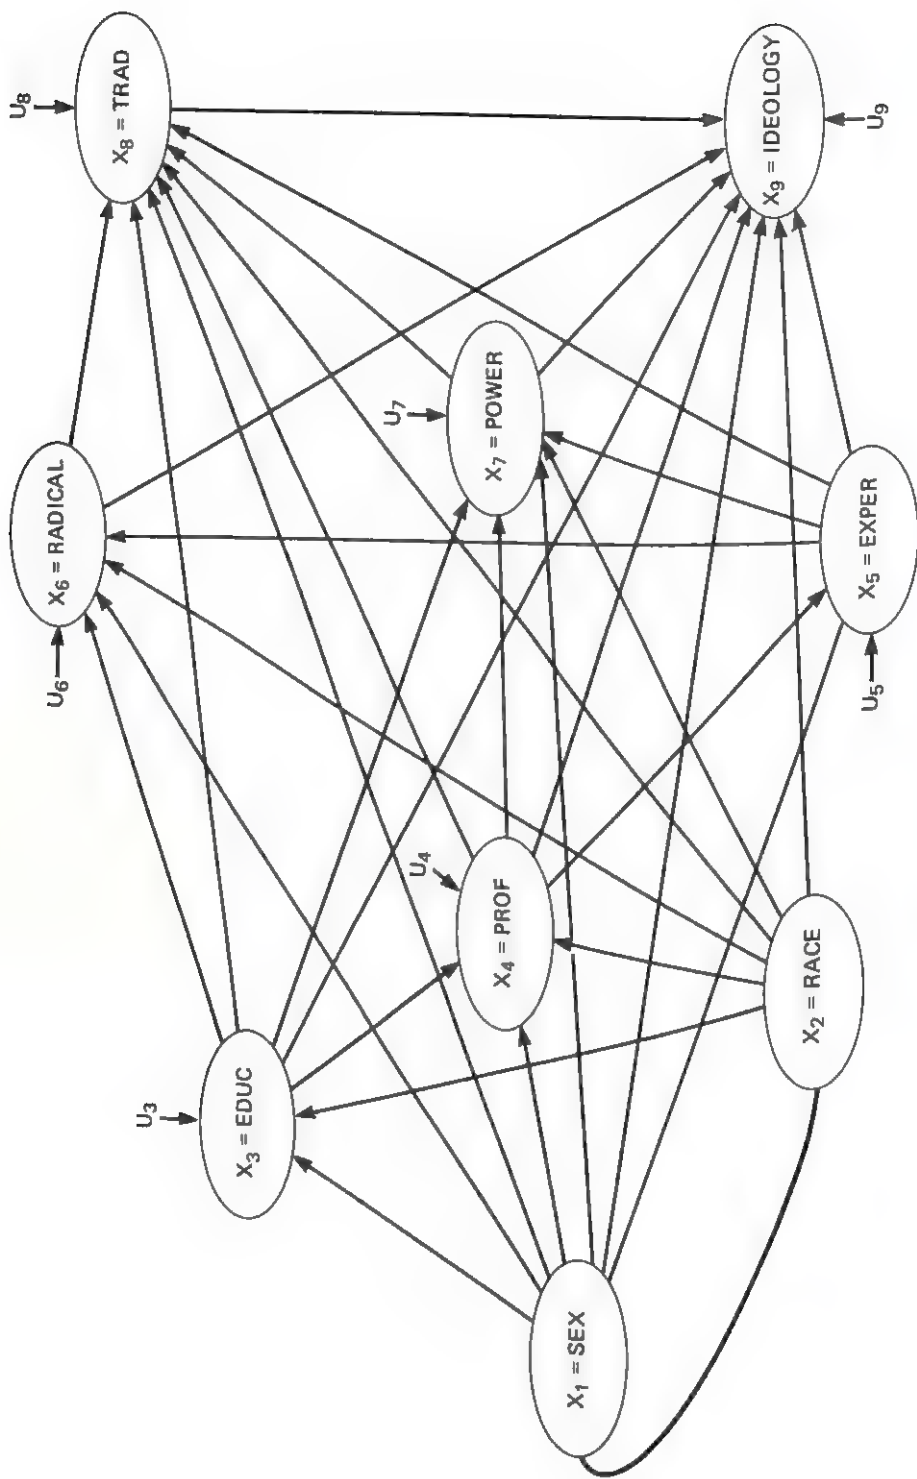 X₁ = SEX
X₂ = RACE
U₃
X₃ = EDUC
U₄
X₄ = PROF
U₅
X₅ = EXPER
U₆
X₆ = RADICAL
U₇
X₇ = POWER
U₈
X₈ = TRAD
X₉ = IDEOLOGY
U₉